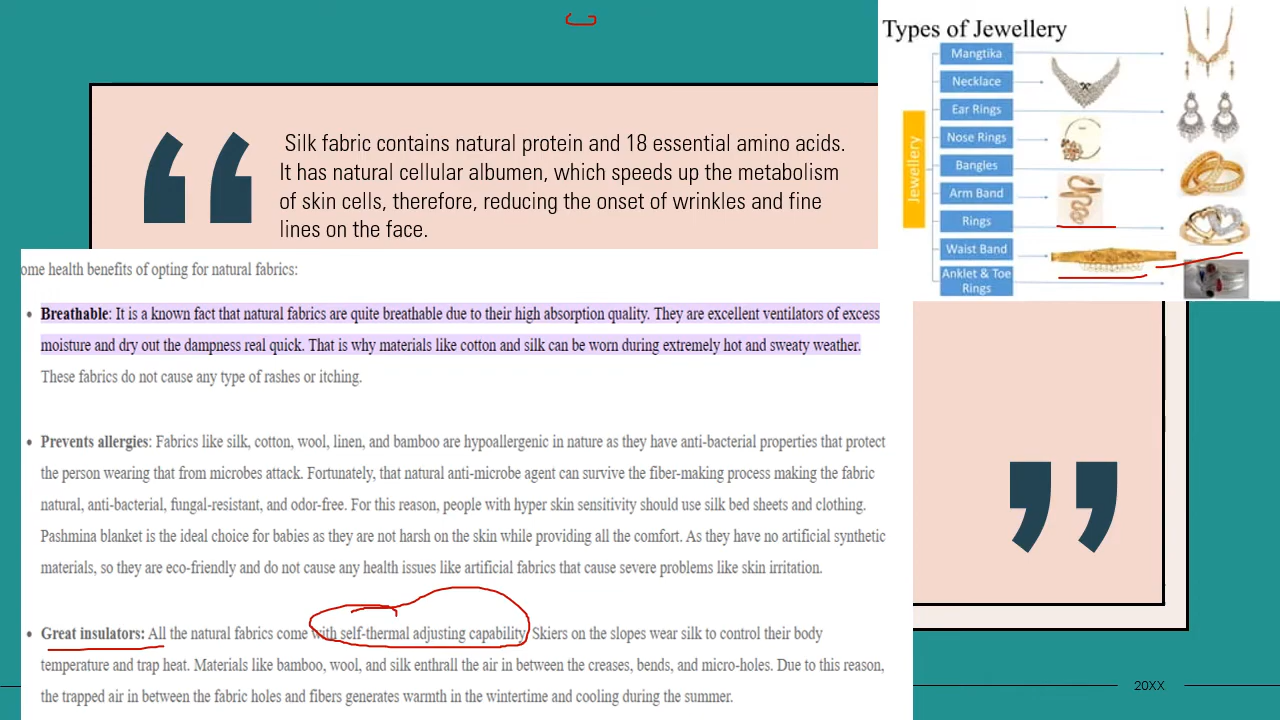 Silk fabric contains natural protein and 18 essential amino acids.
It has natural cellular albumen, which speeds up the metabolism
of skin cells, therefore, reducing the onset of wrinkles and fine
lines on the face.
Types of Jewellery
Jewellery
Mangtika
Necklace
Ear Rings
Nose Rings
Bangles
Arm Band
Rings
Waist Band
Anklet & Toe
Rings
ome health benefits of opting for natural fabrics:
• Breathable: It is a known fact that natural fabrics are quite breathable due to their high absorption quality. They are excellent ventilators of excess
moisture and dry out the dampness real quick. That is why materials like cotton and silk can be worn during extremely hot and sweaty weather.
These fabrics do not cause any type of rashes or itching.
• Prevents allergies: Fabrics like silk, cotton, wool, linen, and bamboo are hypoallergenic in nature as they have anti-bacterial properties that protect
the person wearing that from microbes attack. Fortunately, that natural anti-microbe agent can survive the fiber-making process making the fabric
natural, anti-bacterial, fungal-resistant, and odor-free. For this reason, people with hyper skin sensitivity should use silk bed sheets and clothing.
Pashmina blanket is the ideal choice for babies as they are not harsh on the skin while providing all the comfort. As they have no artificial synthetic
materials, so they are eco-friendly and do not cause any health issues like artificial fabrics that cause severe problems like skin irritation.
• Great insulators: All the natural fabrics come with self-thermal adjusting capability. Skiers on the slopes wear silk to control their body
temperature and trap heat. Materials like bamboo, wool, and silk enthrall the air in between the creases, bends, and micro-holes. Due to this reason,
the trapped air in between the fabric holes and fibers generates warmth in the wintertime and cooling during the summer.
20XX